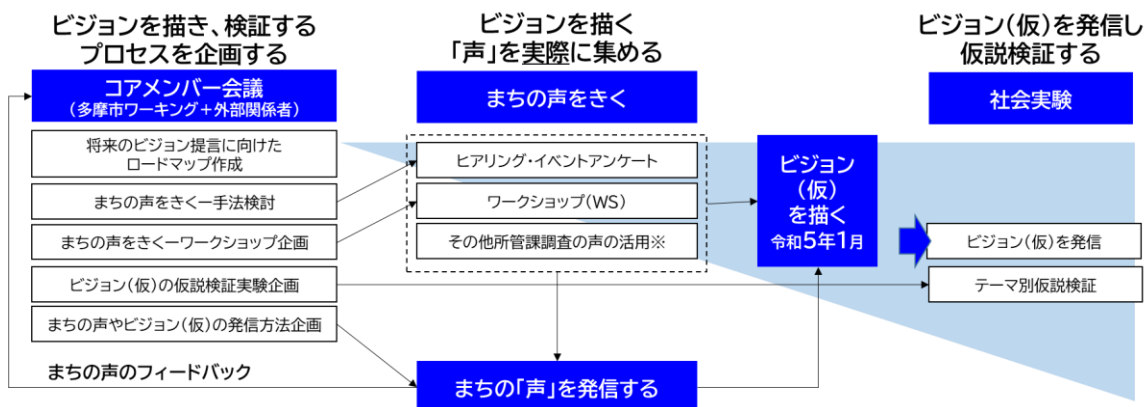 ビジョンを描き、検証する
プロセスを企画する
コアメンバー会議
(多摩市ワーキング+外部関係者)
将来のビジョン提言に向けた
ロードマップ作成
まちの声をきくー手法検討
まちの声をきくーワークショップ企画
ビジョン(仮)の仮説検証実験企画
まちの声やビジョン(仮)の発信方法企画
まちの声のフィードバック
ビジョンを描く
「声」を実際に集める
まちの声をきく
ヒアリング・イベントアンケート
ワークショップ(WS)
その他所管課調査の声の活用※
まちの「声」を発信する
ビジョン
(仮)
を描く
令和5年1月
ビジョン(仮)を発信し
仮説検証する
社会実験
ビジョン(仮)を発信
テーマ別仮説検証